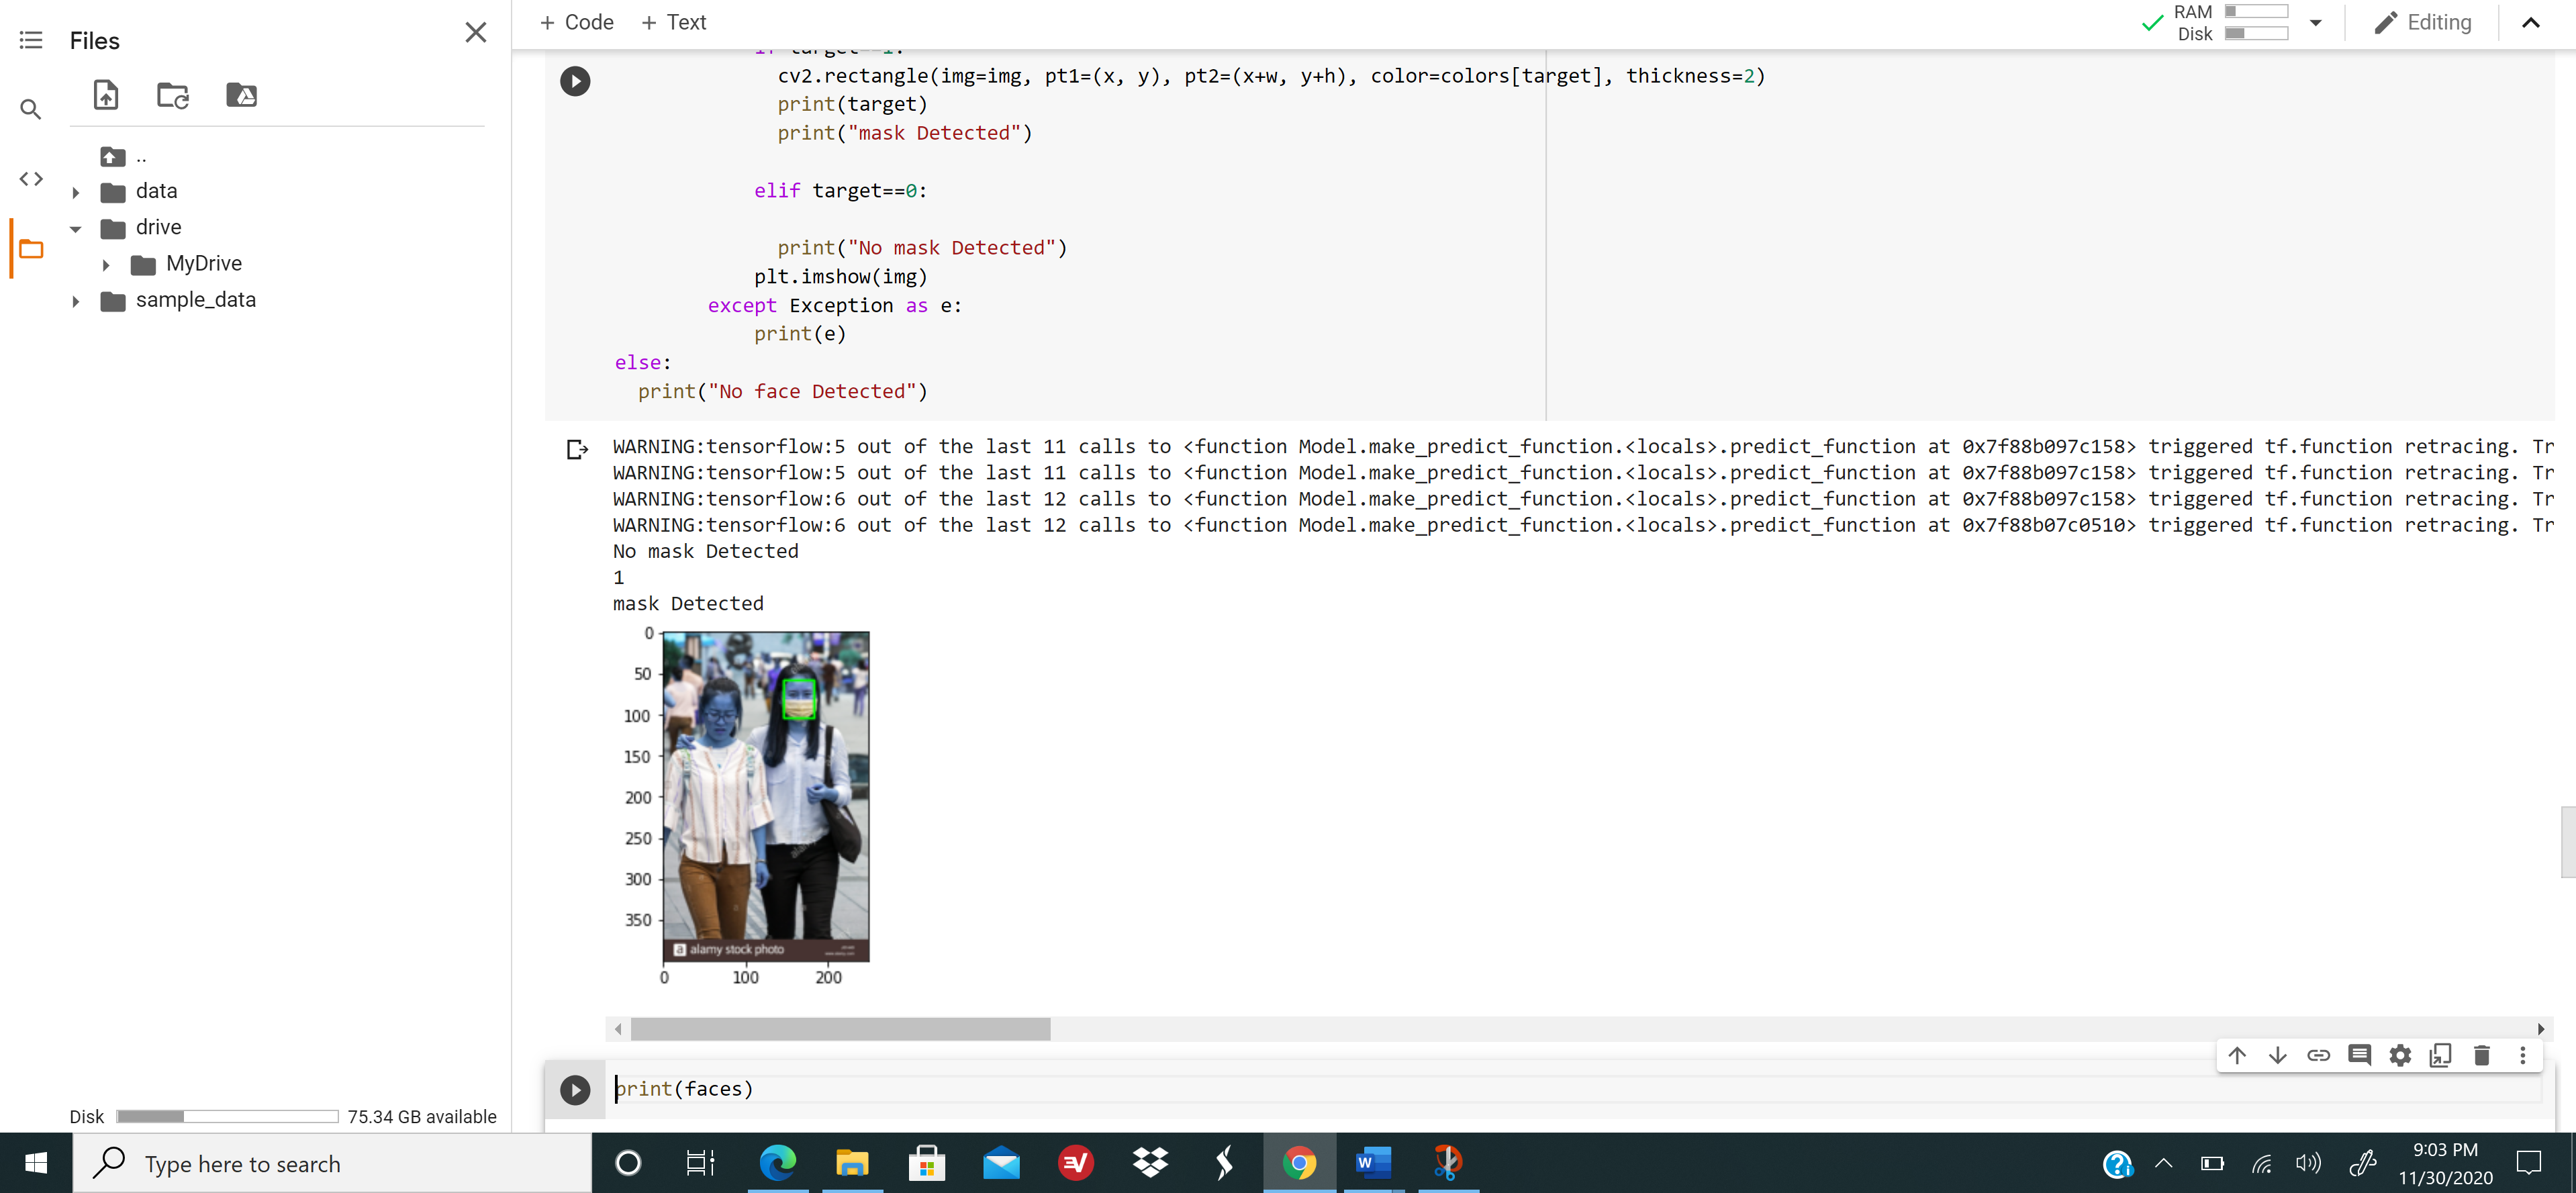 Files
+ Code + Text
RAM
Disk
Editing
..
data
drive
MyDrive
sample_data
cv2.rectangle(img=img, pt1=(x, y), pt2=(x+w, y+h), color=colors[target], thickness=2)
print(target)
print("mask Detected")
elif target==0:
print("No mask Detected")
plt.imshow(img)
except Exception as e:
print(e)
else:
print("No face Detected")
WARNING:tensorflow:5 out of the last 11 calls to <function Model.make_predict_function.<locals>.predict_function at 0x7f88b097c158> triggered tf.function retracing. Tr
WARNING:tensorflow:5 out of the last 11 calls to <function Model.make_predict_function.<locals>.predict_function at 0x7f88b097c158> triggered tf.function retracing. Tr
WARNING:tensorflow:6 out of the last 12 calls to <function Model.make_predict_function.<locals>.predict_function at 0x7f88b097c158> triggered tf.function retracing. Tr
WARNING:tensorflow:6 out of the last 12 calls to <function Model.make_predict_function.<locals>.predict_function at 0x7f88b07c0510> triggered tf.function retracing. Tr
No mask Detected
1
mask Detected
0
50
100
150
200
250
300
350
a alamy stock photo
0 100 200
print(faces)
Disk 75.34 GB available
Type here to search
W
9:03 PM
11/30/2020